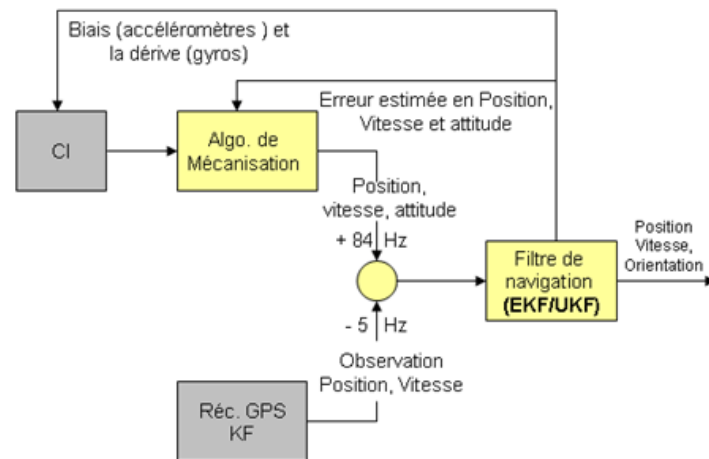 Biais (accéléromètres ) et
la dérive (gyros)
Erreur estimée en Position,
Vitesse et attitude
CI
Algo. de
Mécanisation
Position,
vitesse, attitude
+ 84 Hz
Filtre de
navigation
(EKF/UKF)
Position
Vitesse,
Orientation
- 5 Hz
Observation
Position, Vitesse
Réc. GPS
KF